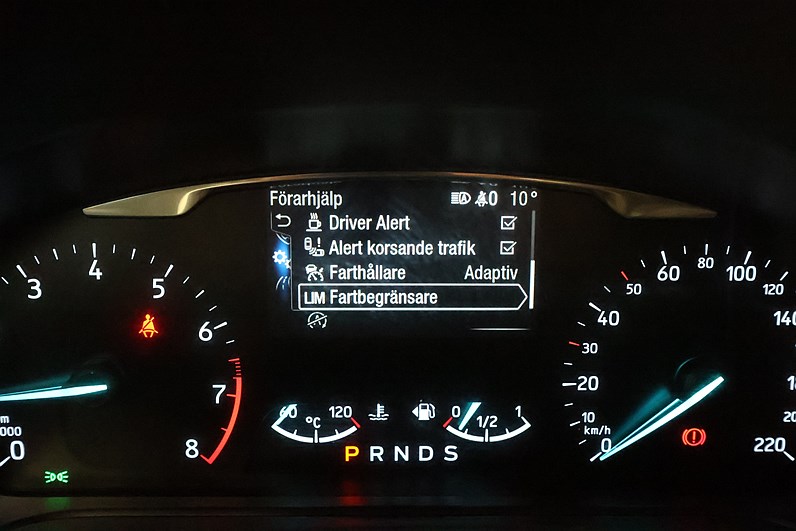 Förarhjälp 0 10°
Driver Alert
Alert korsande trafik
Farthållare Adaptiv
LIM Fartbegränsare
3 4 5 6 7 8
000 0
60 °C 120
0 1/2 1
P R N D S
0 10 20 30 40 50 60 80 100 120 140
220
km/h